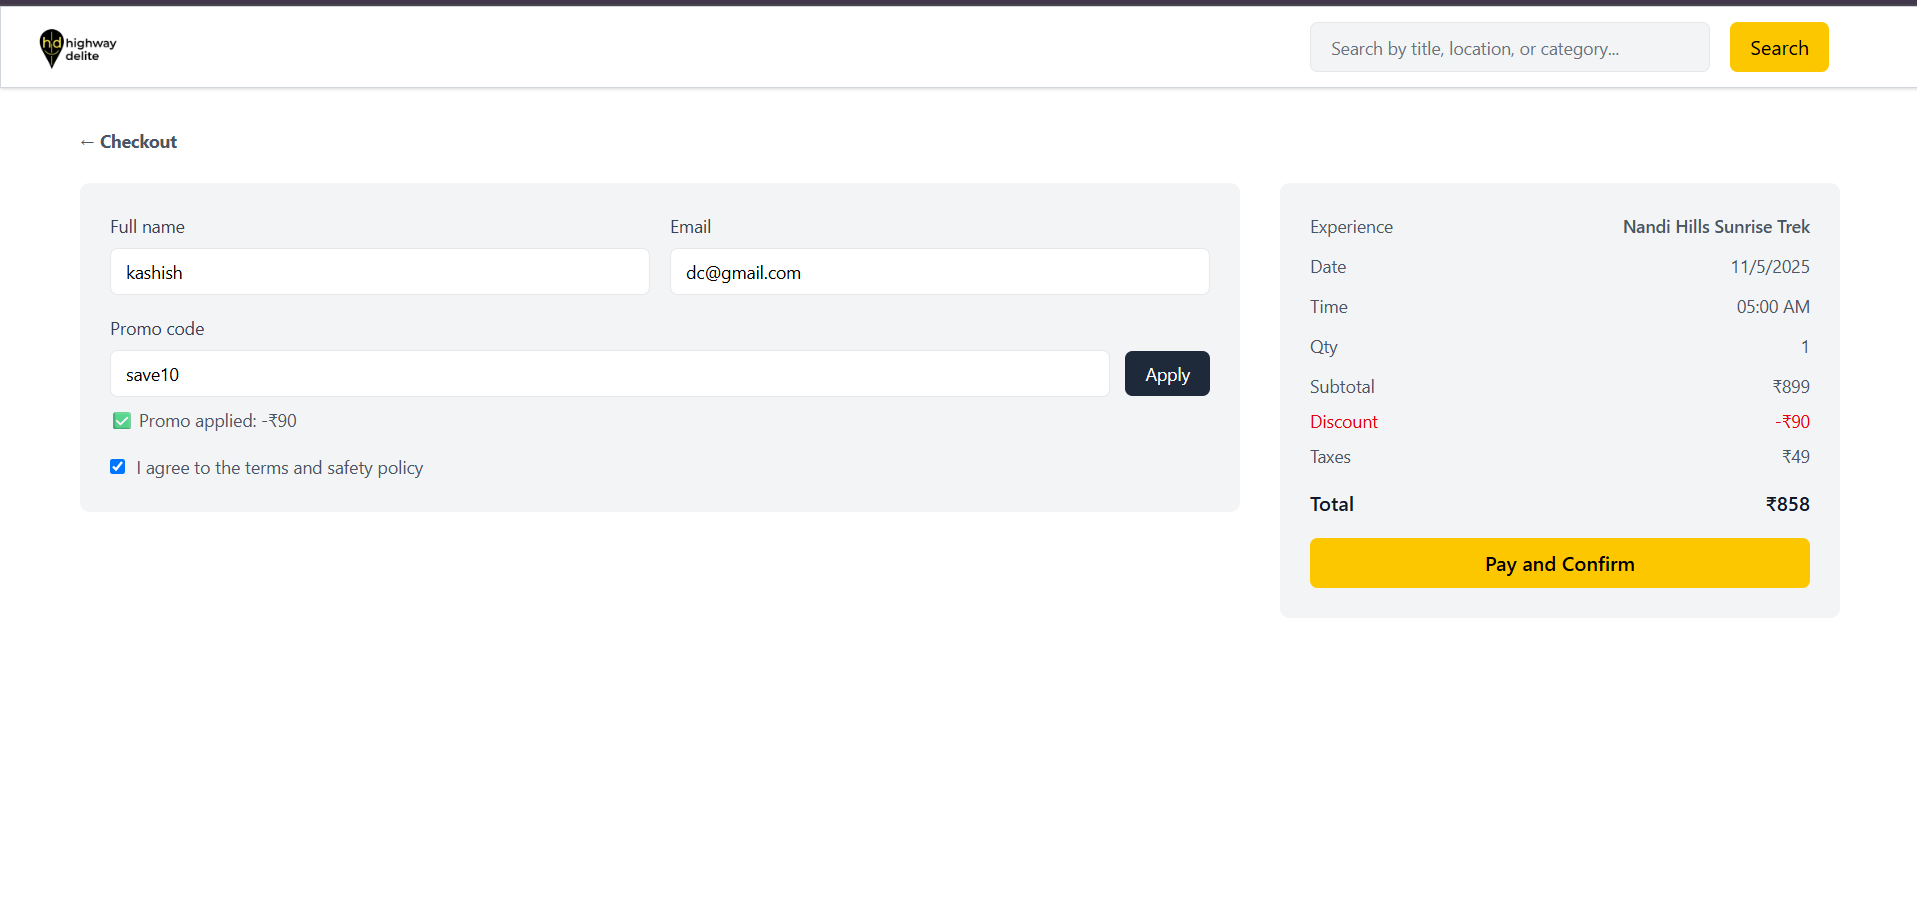 hd highway
delite
Search by title, location, or category...
Search
← Checkout
Full name
Email
kashish
dc@gmail.com
Promo code
save10
Apply
✅ Promo applied: -₹90
I agree to the terms and safety policy
Experience Nandi Hills Sunrise Trek
Date 11/5/2025
Time 05:00 AM
Qty 1
Subtotal ₹899
Discount -₹90
Taxes ₹49
Total ₹858
Pay and Confirm